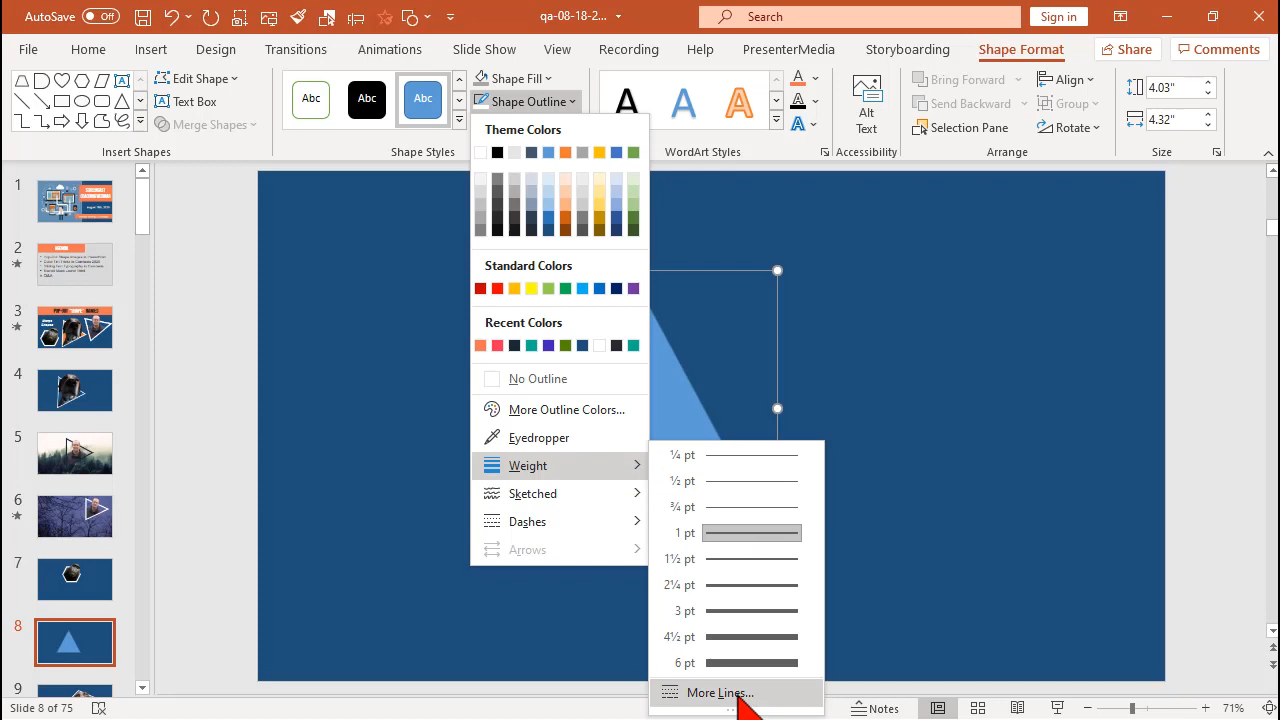 AutoSave Off qa-08-18-2... Search Sign in
File Home Insert Design Transitions Animations Slide Show View Recording Help PresenterMedia Storyboarding Shape Format Share Comments
Edit Shape
Text Box
Merge Shapes
Insert Shapes
Abc Abc Abc
Shape Fill
Shape Outline
Shape Styles
A A A
A
A
A
WordArt Styles
Alt
Text
Accessibility
Bring Forward
Send Backward
Selection Pane
Align
Group
Rotate
Arrange
4.03"
4.32"
Size
Theme Colors
Standard Colors
Recent Colors
No Outline
More Outline Colors...
Eyedropper
Weight
Sketched
Dashes
Arrows
¼ pt
½ pt
¾ pt
1 pt
1½ pt
2¼ pt
3 pt
4½ pt
6 pt
More Lines...
1
2
AGENDA
3
4
5
6
7
8
9
Slide 8 of 75 Notes 71%